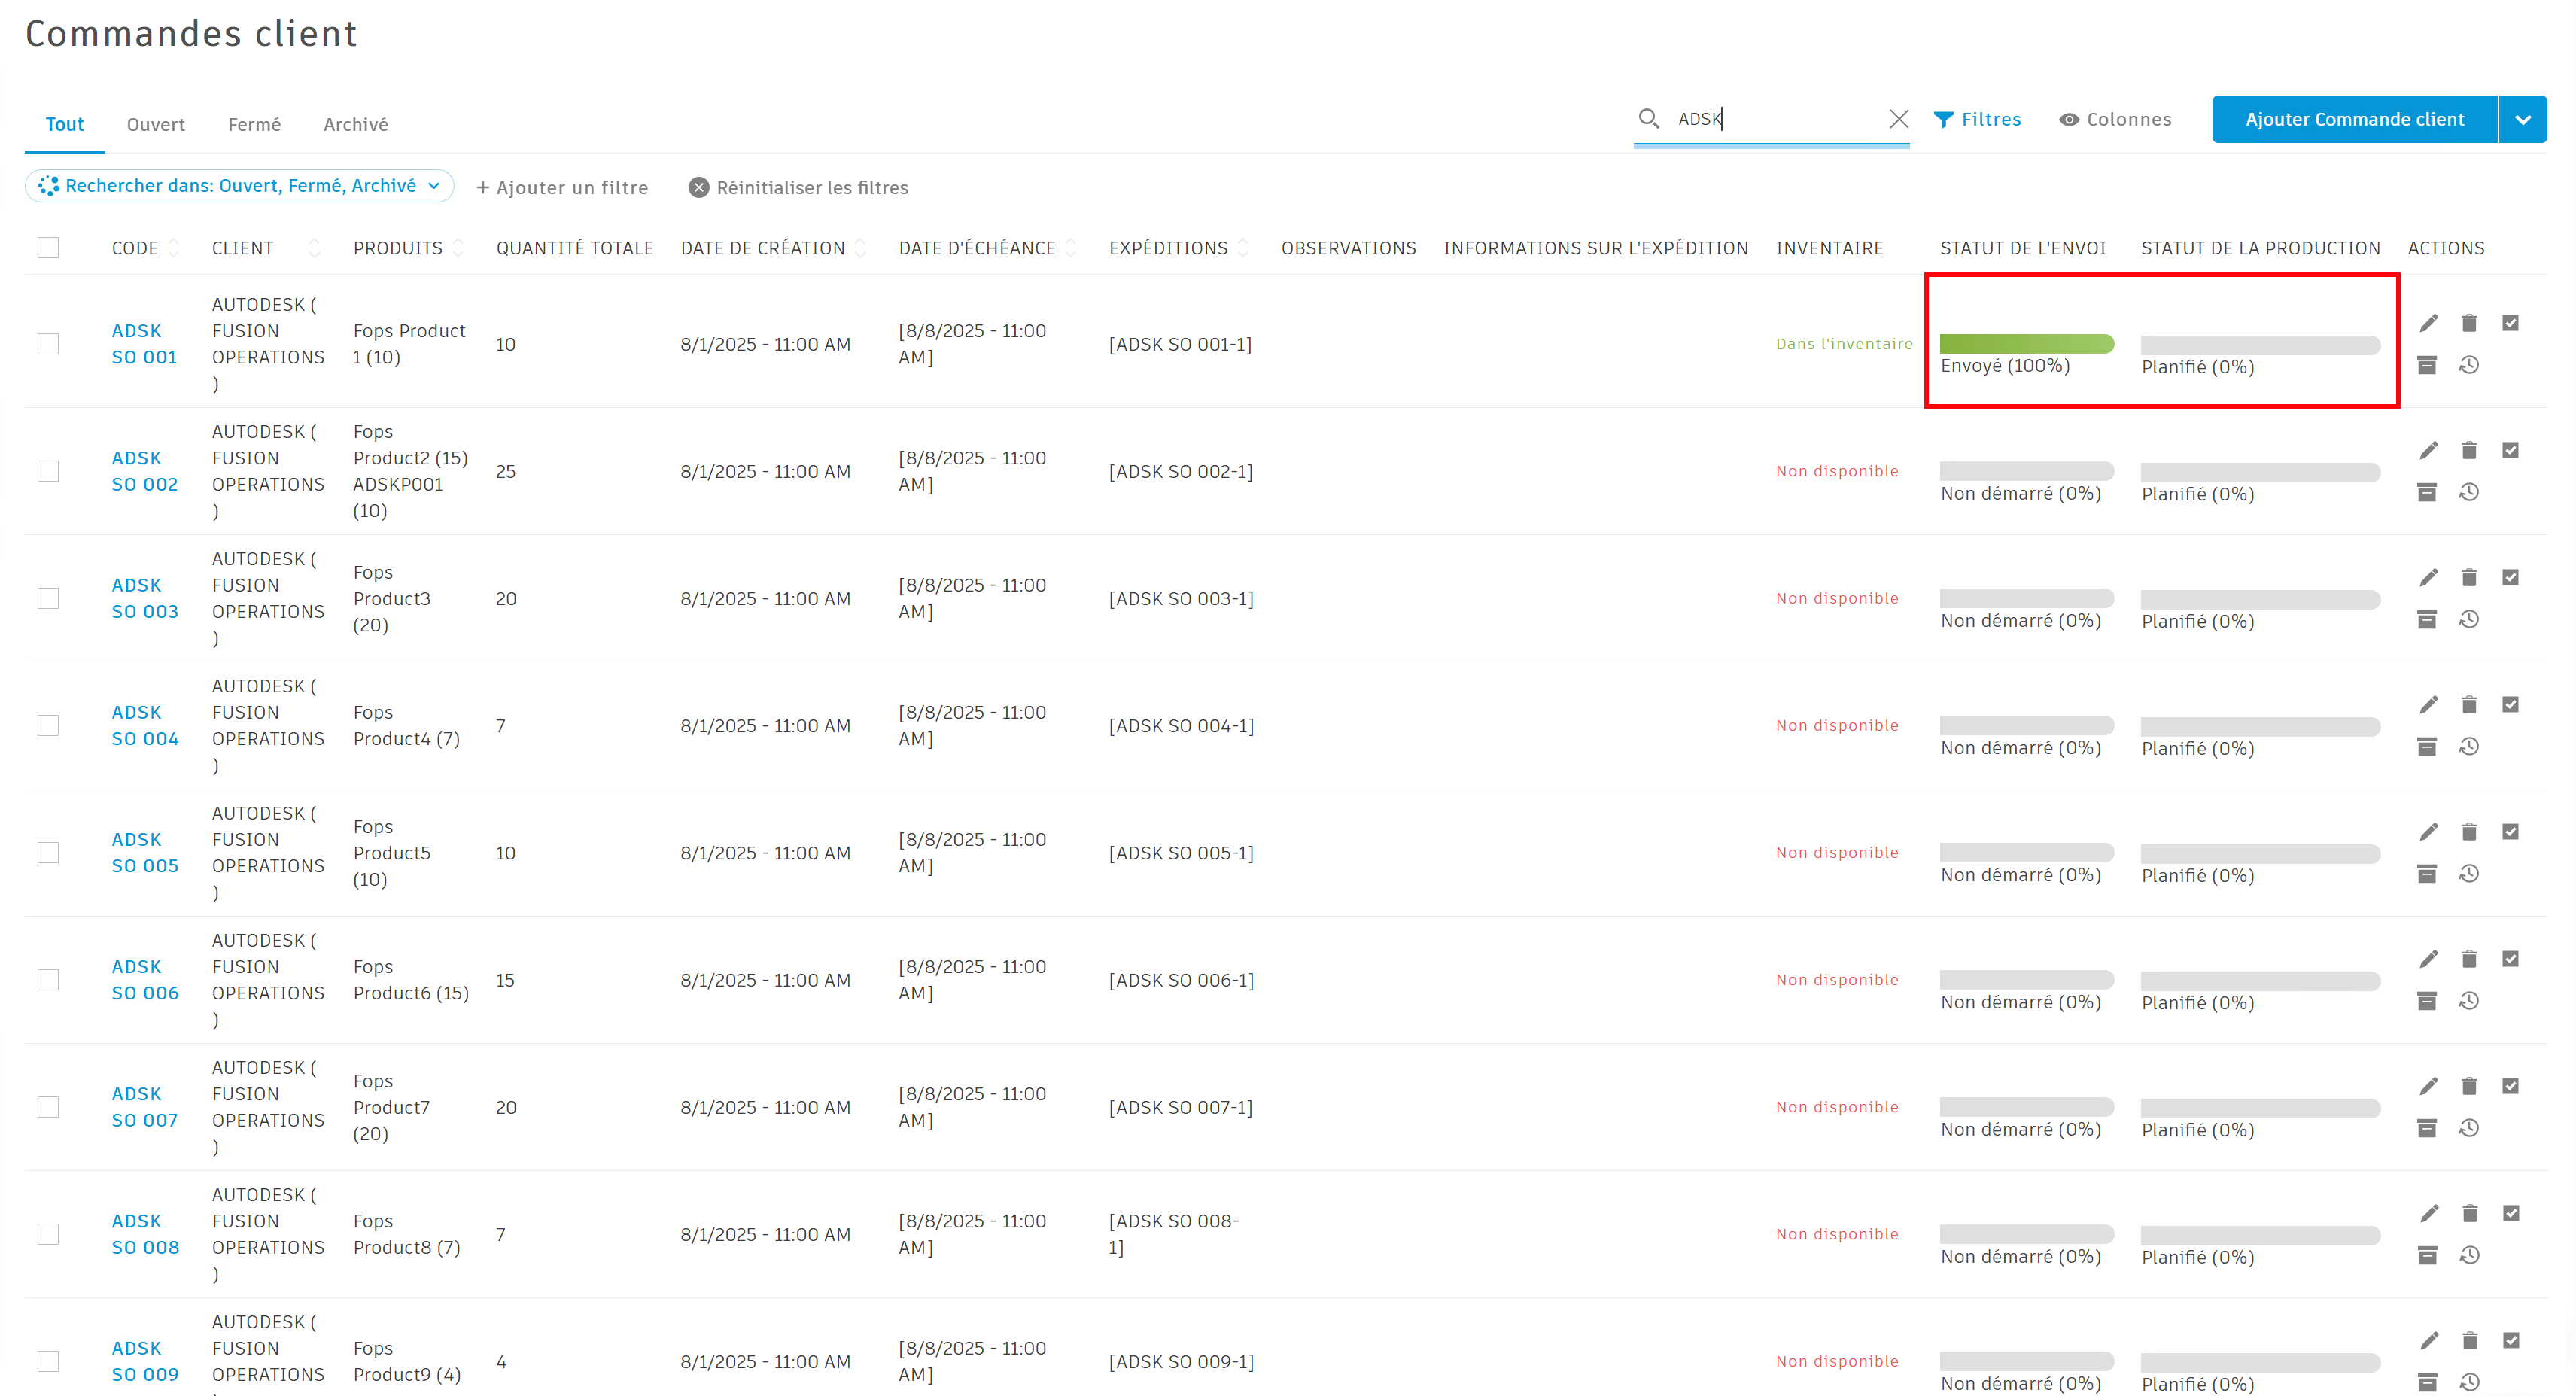 Commandes client
Tout Ouvert Fermé Archivé ADSK Filtres Colonnes Ajouter Commande client
Rechercher dans: Ouvert, Fermé, Archivé + Ajouter un filtre Réinitialiser les filtres
CODE CLIENT PRODUITS QUANTITÉ TOTALE DATE DE CRÉATION DATE D'ÉCHÉANCE EXPÉDITIONS OBSERVATIONS INFORMATIONS SUR L'EXPÉDITION INVENTAIRE STATUT DE L'ENVOI STATUT DE LA PRODUCTION ACTIONS
ADSK
SO 001
AUTODESK (
FUSION
OPERATIONS
)
Fops Product
1 (10)
10
8/1/2025 - 11:00 AM
[8/8/2025 - 11:00
AM]
[ADSK SO 001-1]
Dans l'inventaire
Envoyé (100%)
Planifié (0%)
ADSK
SO 002
AUTODESK (
FUSION
OPERATIONS
)
Fops
Product2 (15)
ADSKP001
(10)
25
8/1/2025 - 11:00 AM
[8/8/2025 - 11:00
AM]
[ADSK SO 002-1]
Non disponible
Non démarré (0%)
Planifié (0%)
ADSK
SO 003
AUTODESK (
FUSION
OPERATIONS
)
Fops
Product3
(20)
20
8/1/2025 - 11:00 AM
[8/8/2025 - 11:00
AM]
[ADSK SO 003-1]
Non disponible
Non démarré (0%)
Planifié (0%)
ADSK
SO 004
AUTODESK (
FUSION
OPERATIONS
)
Fops
Product4 (7)
7
8/1/2025 - 11:00 AM
[8/8/2025 - 11:00
AM]
[ADSK SO 004-1]
Non disponible
Non démarré (0%)
Planifié (0%)
ADSK
SO 005
AUTODESK (
FUSION
OPERATIONS
)
Fops
Product5
(10)
10
8/1/2025 - 11:00 AM
[8/8/2025 - 11:00
AM]
[ADSK SO 005-1]
Non disponible
Non démarré (0%)
Planifié (0%)
ADSK
SO 006
AUTODESK (
FUSION
OPERATIONS
)
Fops
Product6 (15)
15
8/1/2025 - 11:00 AM
[8/8/2025 - 11:00
AM]
[ADSK SO 006-1]
Non disponible
Non démarré (0%)
Planifié (0%)
ADSK
SO 007
AUTODESK (
FUSION
OPERATIONS
)
Fops
Product7
(20)
20
8/1/2025 - 11:00 AM
[8/8/2025 - 11:00
AM]
[ADSK SO 007-1]
Non disponible
Non démarré (0%)
Planifié (0%)
ADSK
SO 008
AUTODESK (
FUSION
OPERATIONS
)
Fops
Product8 (7)
7
8/1/2025 - 11:00 AM
[8/8/2025 - 11:00
AM]
[ADSK SO 008-
1]
Non disponible
Non démarré (0%)
Planifié (0%)
ADSK
SO 009
AUTODESK (
FUSION
OPERATIONS
Fops
Product9 (4)
4
8/1/2025 - 11:00 AM
[8/8/2025 - 11:00
AM]
[ADSK SO 009-1]
Non disponible
Non démarré (0%)
Planifié (0%)